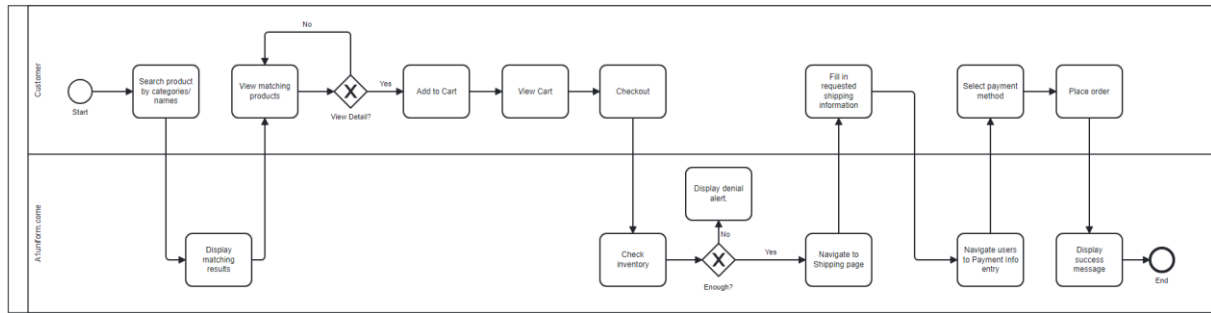 Customer
Start
Search product
by categories/
names
View matching
products
No
View Detail?
Yes
Add to Cart
View Cart
Checkout
Fill in
requested
shipping
information
Select payment
method
Place order
A1uniform.come
Display
matching
results
Check
inventory
Display denial
alert.
No
Enough?
Yes
Navigate to
Shipping page
Navigate users
to Payment Info
entry
Display
success
message
End